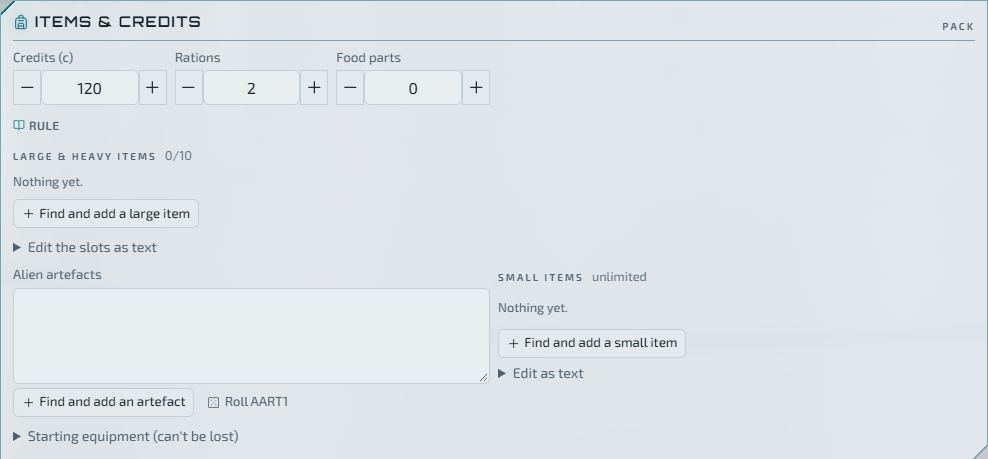 ITEMS & CREDITS
PACK
Credits (c) Rations Food parts
− 120 + − 2 + − 0 +
RULE
LARGE & HEAVY ITEMS 0/10
Nothing yet.
+ Find and add a large item
▶ Edit the slots as text
Alien artefacts
+ Find and add an artefact Roll AART1
▶ Starting equipment (can't be lost)
SMALL ITEMS unlimited
Nothing yet.
+ Find and add a small item
▶ Edit as text